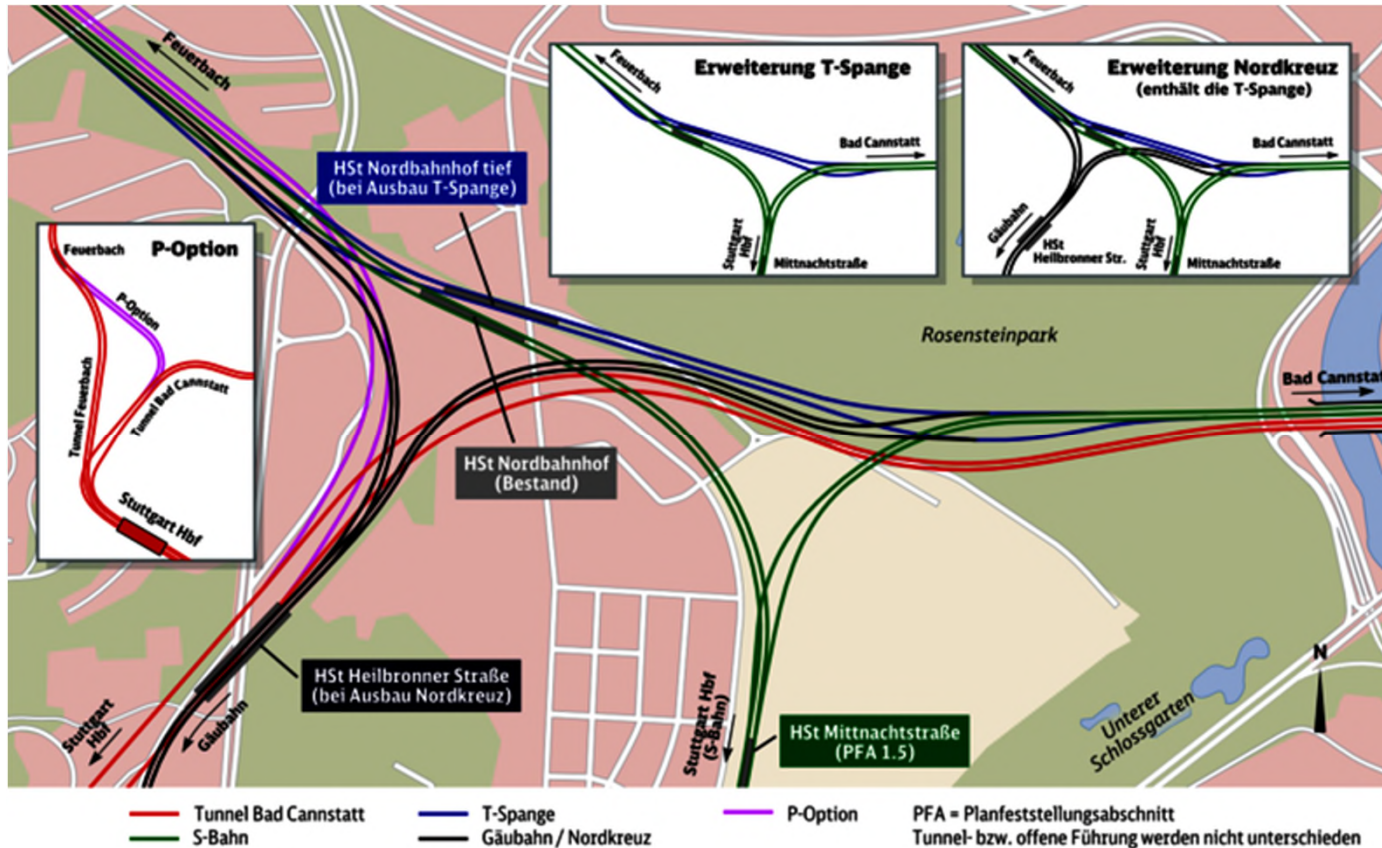 Feuerbach
Erweiterung T-Spange
Feuerbach
Bad Cannstatt
Stuttgart
Hbf
Mittnachtstraße
Erweiterung Nordkreuz
(enthält die T-Spange)
Feuerbach
Bad Cannstatt
Gäubahn
HSt
Heilbronner Str.
Stuttgart
Hbf
Mittnachtstraße
HSt Nordbahnhof tief
(bei Ausbau T-Spange)
P-Option
Feuerbach
P-Option
Tunnel Feuerbach
Tunnel Bad Cannstatt
Stuttgart Hbf
Rosensteinpark
Bad Cannstatt
HSt Nordbahnhof
(Bestand)
HSt Heilbronner Straße
(bei Ausbau Nordkreuz)
Stuttgart
Hbf
Gäubahn
Stuttgart Hbf
(S-Bahn)
HSt Mittnachtstraße
(PFA 1.5)
Unterer
Schlossgarten
N
Tunnel Bad Cannstatt
T-Spange
P-Option
PFA = Planfeststellungsabschnitt
S-Bahn
Gäubahn / Nordkreuz
Tunnel- bzw. offene Führung werden nicht unterschieden